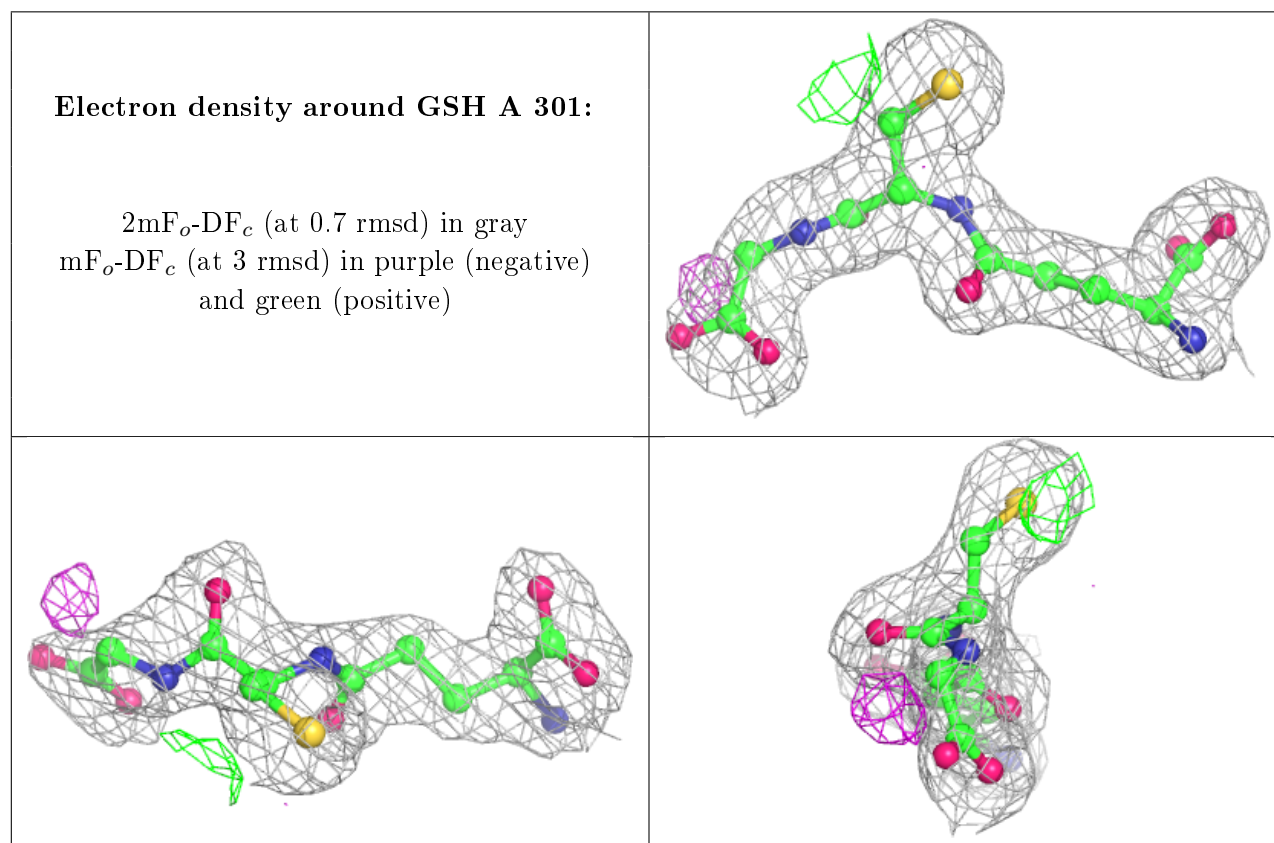 Electron density around GSH A 301:
2mFₒ-DF𝒸 (at 0.7 rmsd) in gray
mFₒ-DF𝒸 (at 3 rmsd) in purple (negative)
and green (positive)